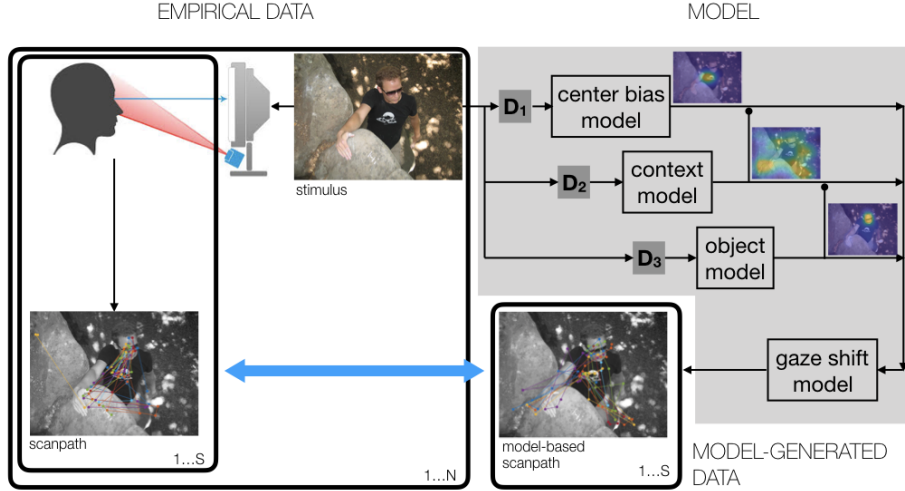 EMPIRICAL DATA
MODEL
D1
center bias
model
stimulus
D2
context
model
D3
object
model
gaze shift
model
scanpath
1...S
1...N
model-based
scanpath
1...S
MODEL-GENERATED
DATA